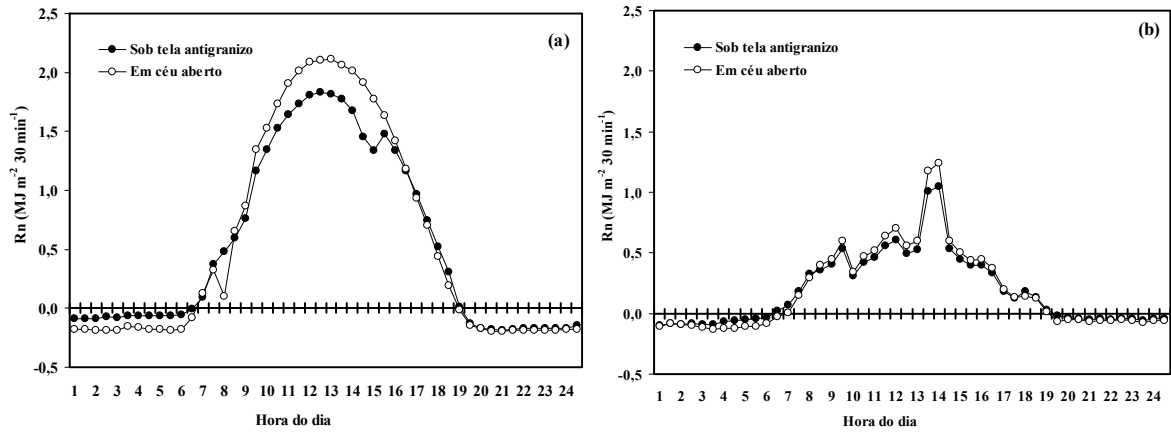 2,5
(a)
Sob tela antigranizo
Em céu aberto
2,0
1,5
1,0
0,5
0,0
-0,5
Rn (MJ m⁻² 30 min⁻¹)
1 2 3 4 5 6 7 8 9 10 11 12 13 14 15 16 17 18 19 20 21 22 23 24
Hora do dia
2,5
(b)
Sob tela antigranizo
Em céu aberto
2,0
1,5
1,0
0,5
0,0
-0,5
Rn (MJ m⁻² 30 min⁻¹)
1 2 3 4 5 6 7 8 9 10 11 12 13 14 15 16 17 18 19 20 21 22 23 24
Hora do dia